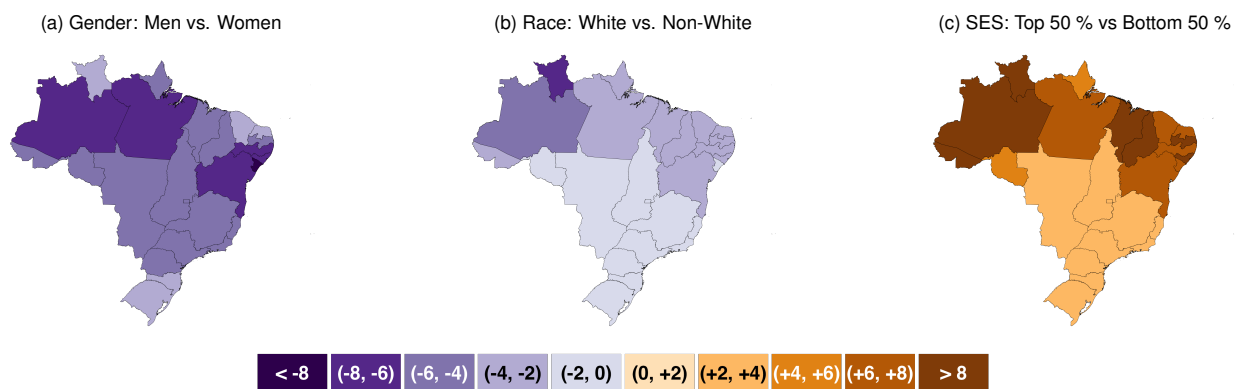 (a) Gender: Men vs. Women
(b) Race: White vs. Non-White
(c) SES: Top 50 % vs Bottom 50 %
< -8 (-8, -6) (-6, -4) (-4, -2) (-2, 0) (0, +2) (+2, +4) (+4, +6) (+6, +8) > 8